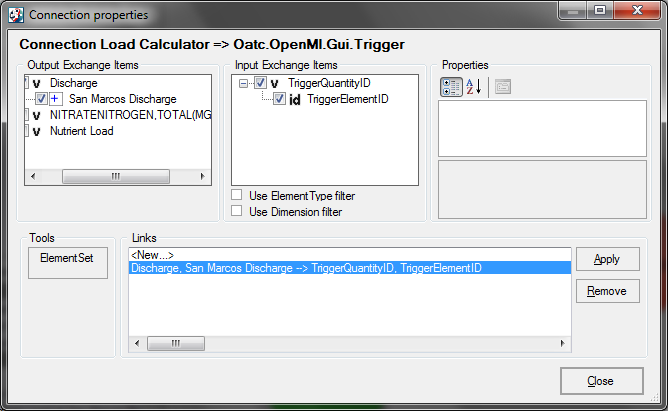 Connection properties
Connection Load Calculator => Oatc.OpenMI.Gui.Trigger
Output Exchange Items
Discharge
San Marcos Discharge
NITRATENITROGEN,TOTAL(MG
Nutrient Load
Input Exchange Items
TriggerQuantityID
id TriggerElementID
Use ElementType filter
Use Dimension filter
Properties
Tools
ElementSet
Links
<New...>
Discharge, San Marcos Discharge --> TriggerQuantityID, TriggerElementID
Apply
Remove
Close